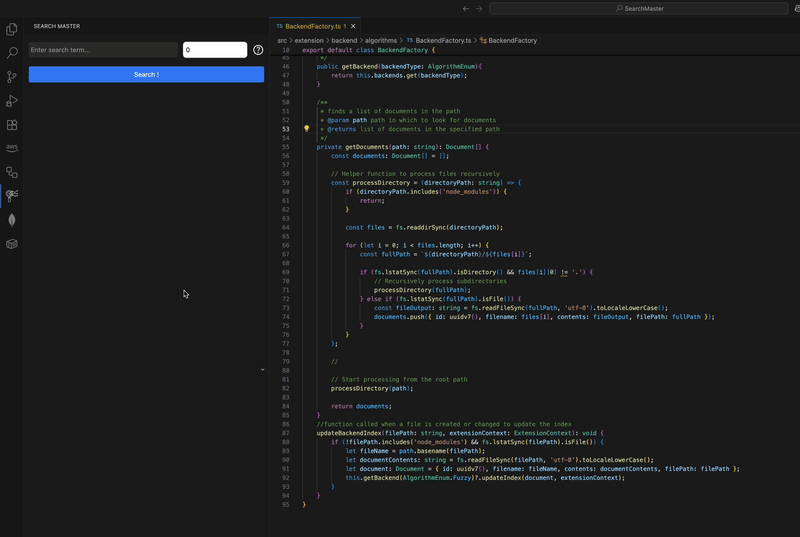 SearchMaster
SEARCH MASTER
Enter search term...
0
?
Search !
aws
TS BackendFactory.ts 1 ×
src > extension > backend > algorithms > TS BackendFactory.ts > BackendFactory
10 export default class BackendFactory {
45 */
46 public getBackend(backendType: AlgorithmEnum){
47 return this.backends.get(backendType);
48 }
49
50 /**
51 * finds a list of documents in the path
52 * @param path path in which to look for documents
53 * @returns list of documents in the specified path
54 */
55 private getDocuments(path: string): Document[] {
56 const documents: Document[] = [];
57
58 // Helper function to process files recursively
59 const processDirectory = (directoryPath: string) => {
60 if (directoryPath.includes('node_modules')) {
61 return;
62 }
63
64 const files = fs.readdirSync(directoryPath);
65
66 for (let i = 0; i < files.length; i++) {
67 const fullPath = `${directoryPath}/${files[i]}`;
68
69 if (fs.lstatSync(fullPath).isDirectory() && files[i][0] != '.') {
70 // Recursively process subdirectories
71 processDirectory(fullPath);
72 } else if (fs.lstatSync(fullPath).isFile()) {
73 const fileOutput: string = fs.readFileSync(fullPath, 'utf-8').toLocaleLowerCase();
74 documents.push({ id: uuidv7(), filename: files[i], contents: fileOutput, filePath: fullPath });
75 }
76 }
77 };
78
79 //
80
81 // Start processing from the root path
82 processDirectory(path);
83
84 return documents;
85 }
86 //function called when a file is created or changed to update the index
87 updateBackendIndex(filePath: string, extensionContext: ExtensionContext): void {
88 if (!filePath.includes('node_modules') && fs.lstatSync(filePath).isFile()) {
89 let fileName = path.basename(filePath);
90 let documentContents: string = fs.readFileSync(filePath, 'utf-8').toLocaleLowerCase();
91 let document: Document = { id: uuidv7(), filename: fileName, contents: documentContents, filePath: filePath };
92 this.getBackend(AlgorithmEnum.Fuzzy)?.updateIndex(document, extensionContext);
93 }
94 }
95 }